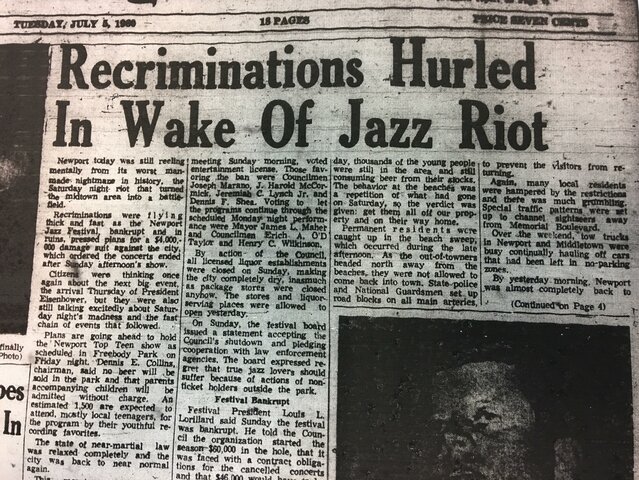 TUESDAY, JULY 5, 1960
18 PAGES
PRICE SEVEN CENTS
Recriminations Hurled
In Wake Of Jazz Riot
Newport today was still reeling
mentally from its worst man-
made nightmare in history, the
Saturday night riot that turned
the midtown area into a battle-
field.
Recriminations were flying
thick and fast as the Newport
Jazz Festival, bankrupt and in
ruins, pressed plans for a $4,000,-
000 damage suit against the city
which ordered the concerts ended
after Sunday afternoon's show.
Citizens were thinking once
again about the next big event,
the arrival Thursday of President
Eisenhower, but they were also
still talking excitedly about Satur-
day night's madness and the fast
chain of events that followed.
Plans are going ahead to hold
the Newport Top Teen show as
scheduled in Freebody Park on
Friday night. Dennis E. Collins,
chairman, said no beer will be
sold in the park and that parents
accompanying children will be
admitted without charge. An
estimated 1,500 are expected to
attend, mostly local teenagers, for
the program by their youthful re-
cording favorites.
The state of near-martial law
was relaxed completely and the
city was back to near normal
again.
meeting Sunday morning, voted
entertainment license. Those fav-
oring the ban were Councilmen
Joseph Marano, J. Harold McCor-
mick, Jeremiah C. Lynch Jr. and
Dennis F. Shea. Voting to let
the programs continue through the
scheduled Monday night perform-
ance were Mayor James L. Maher
and Councilmen Erich A. O'D
Taylor and Henry C. Wilkinson.
By action of the Council,
all licensed liquor establishments
were closed on Sunday, making
the city completely dry, inasmuch
as package stores were closed
anyhow. The stores and liquor-
serving places were allowed to
open yesterday.
On Sunday, the festival board
issued a statement accepting the
Council's shutdown and pledging
cooperation with law enforcement
agencies. The board expressed re-
gret that true jazz lovers should
suffer because of actions of non-
ticket holders outside the park.
Festival Bankrupt
Festival President Louis L.
Lorillard said Sunday the festival
was bankrupt. He told the Coun-
cil the organization started the
season $60,000 in the hole, that it
was faced with a contract obliga-
tions for the cancelled concerts
and that $46,000 would have
day, thousands of the young people
were still in the area, and still
consuming beer from their stocks.
The behavior at the beaches was
a repetition of what had gone
on Saturday, so the verdict was
given: get them all off our prop-
erty and on their way home.
Permanent residents were
caught up in the beach sweep,
which occurred during the late
afternoon. As the out-of-towners
headed north away from the
beaches, they were not allowed to
come back into town. State police
and National Guardsmen set up
road blocks on all main arteries,
to prevent the visitors from re-
turning.
Again, many local residents
were hampered by the restrictions
and there was much grumbling.
Special traffic patterns were set
up to channel sightseers away
from Memorial Boulevard.
Over the weekend, tow trucks
in Newport and Middletown were
busy continually hauling off cars
that had been left in no-parking
zones.
By yesterday morning, Newport
was almost completely back to
(Continued on Page 4)
finally
Photo)
oes
In